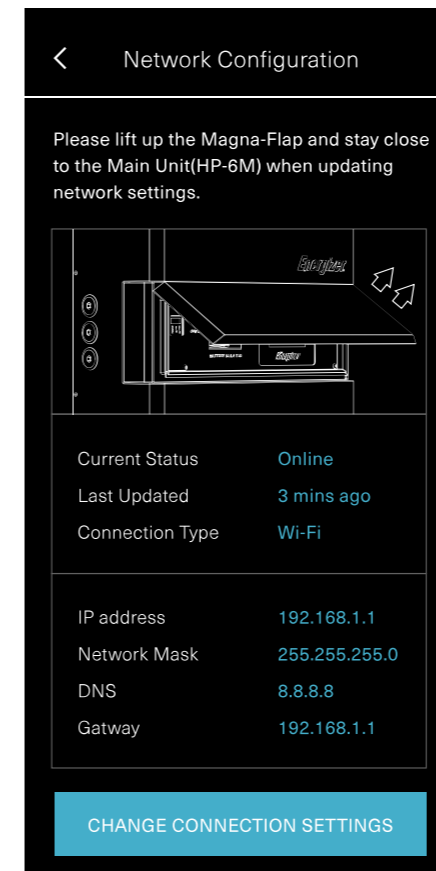 Network Configuration
Please lift up the Magna-Flap and stay close
to the Main Unit(HP-6M) when updating
network settings.
Energizer
Energizer
Current Status Online
Last Updated 3 mins ago
Connection Type Wi-Fi
IP address 192.168.1.1
Network Mask 255.255.255.0
DNS 8.8.8.8
Gatway 192.168.1.1
CHANGE CONNECTION SETTINGS